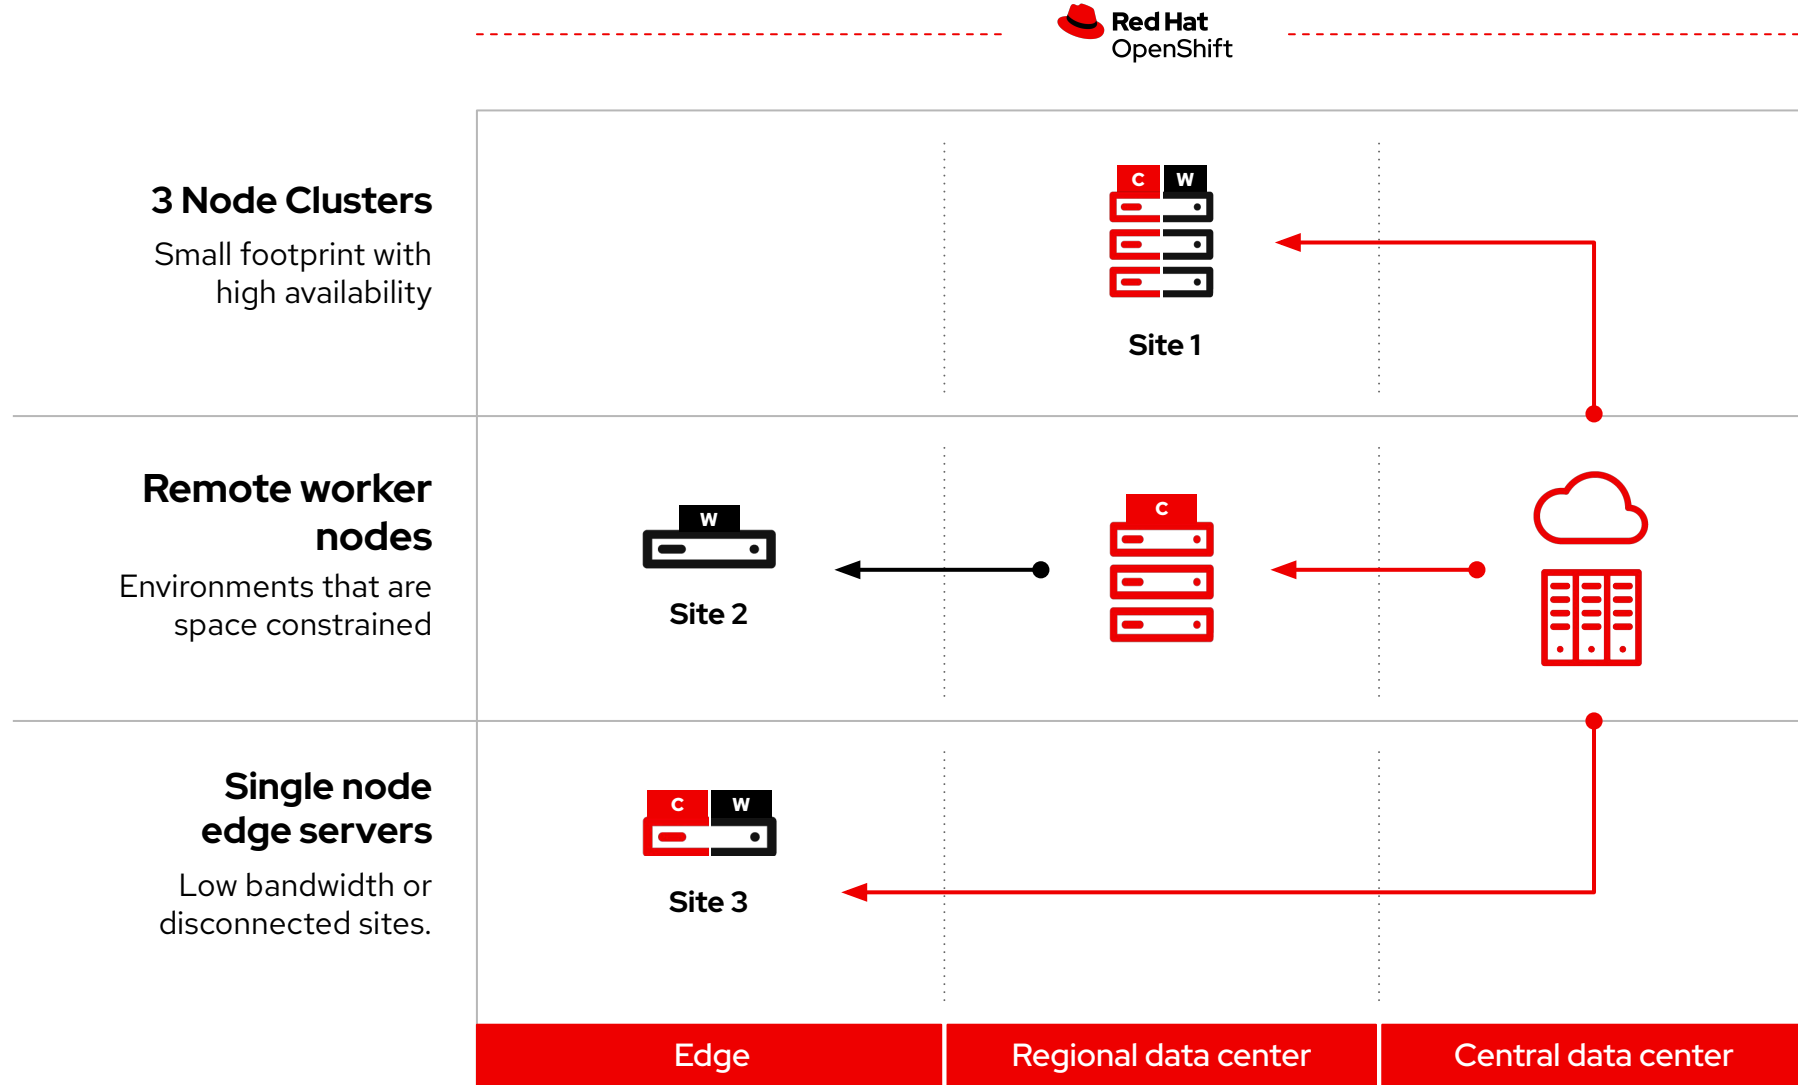 Red Hat
OpenShift
3 Node Clusters
Small footprint with
high availability
C W
Site 1
Remote worker
nodes
Environments that are
space constrained
W
Site 2
C
Single node
edge servers
Low bandwidth or
disconnected sites.
C W
Site 3
Edge
Regional data center
Central data center